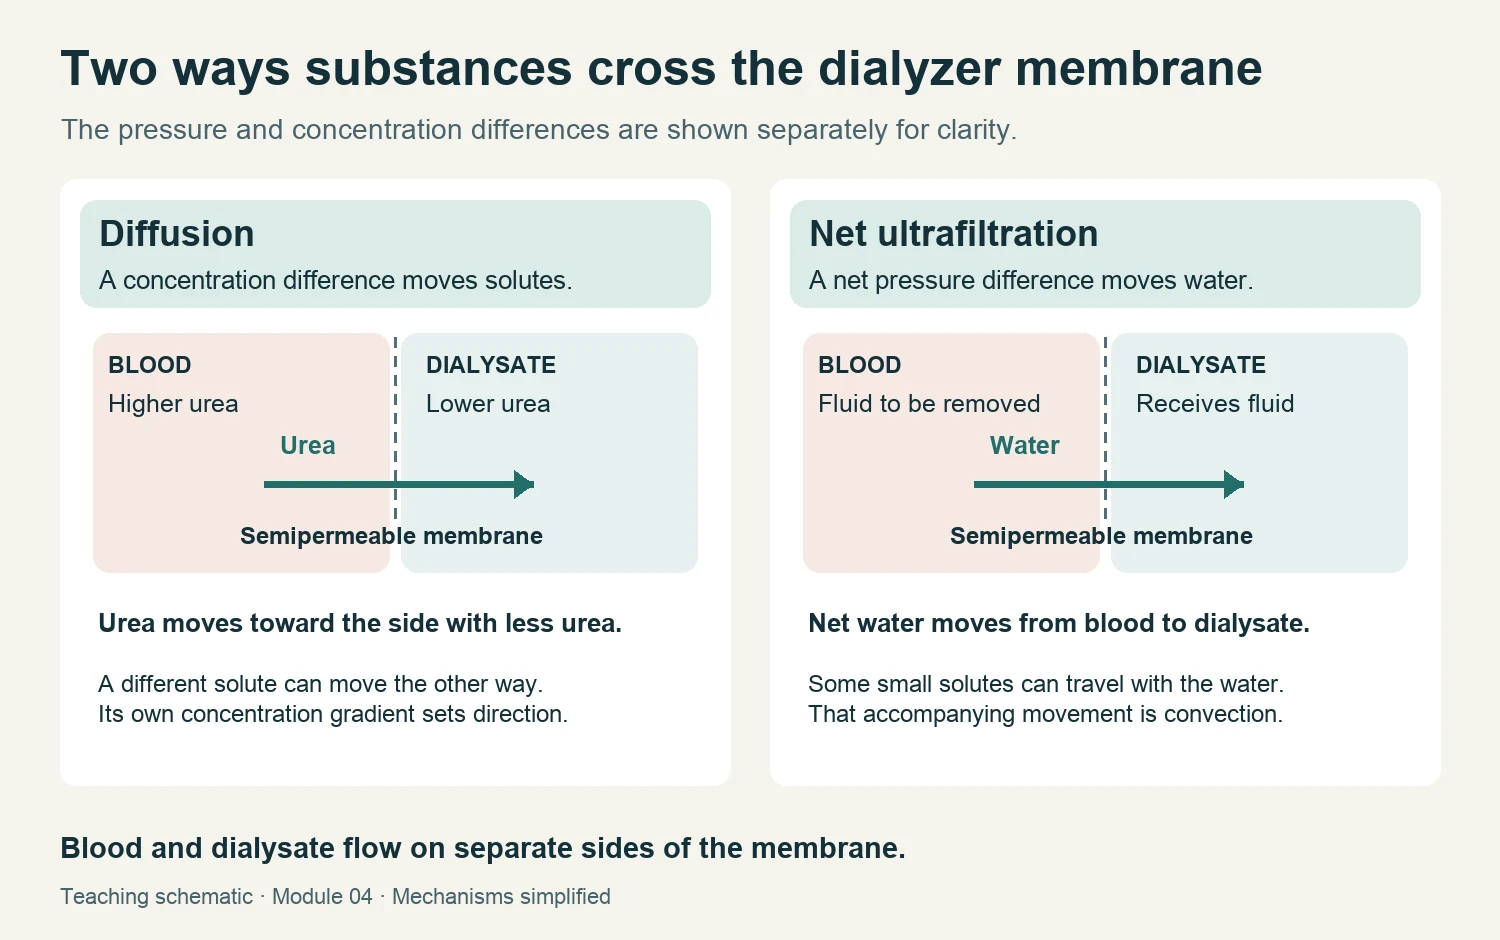 Two ways substances cross the dialyzer membrane
The pressure and concentration differences are shown separately for clarity.
Diffusion
A concentration difference moves solutes.
BLOOD
Higher urea
DIALYSATE
Lower urea
Urea
Semipermeable membrane
Urea moves toward the side with less urea.
A different solute can move the other way.
Its own concentration gradient sets direction.
Net ultrafiltration
A net pressure difference moves water.
BLOOD
Fluid to be removed
DIALYSATE
Receives fluid
Water
Semipermeable membrane
Net water moves from blood to dialysate.
Some small solutes can travel with the water.
That accompanying movement is convection.
Blood and dialysate flow on separate sides of the membrane.
Teaching schematic · Module 04 · Mechanisms simplified